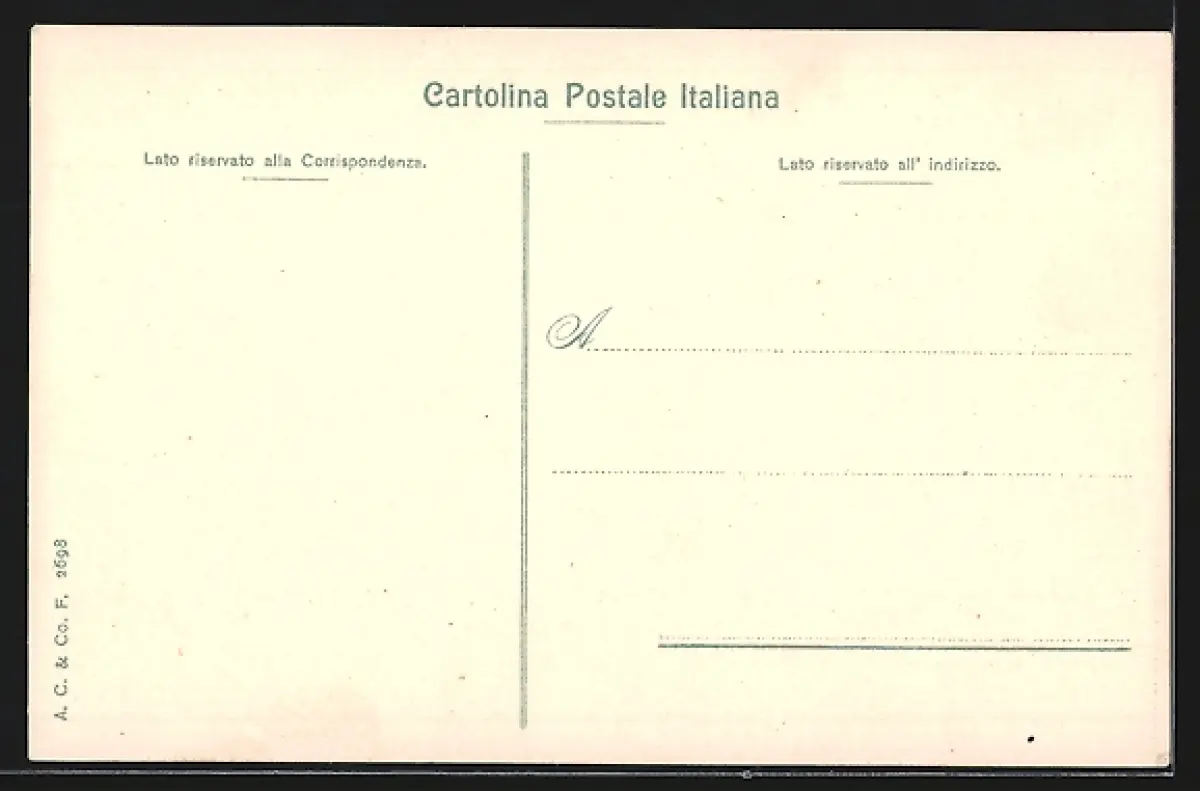 Cartolina Postale Italiana
Lato riservato alla Corrispondenza.
Lato riservato all' indirizzo.
A
A. C. & Co. F. 2698